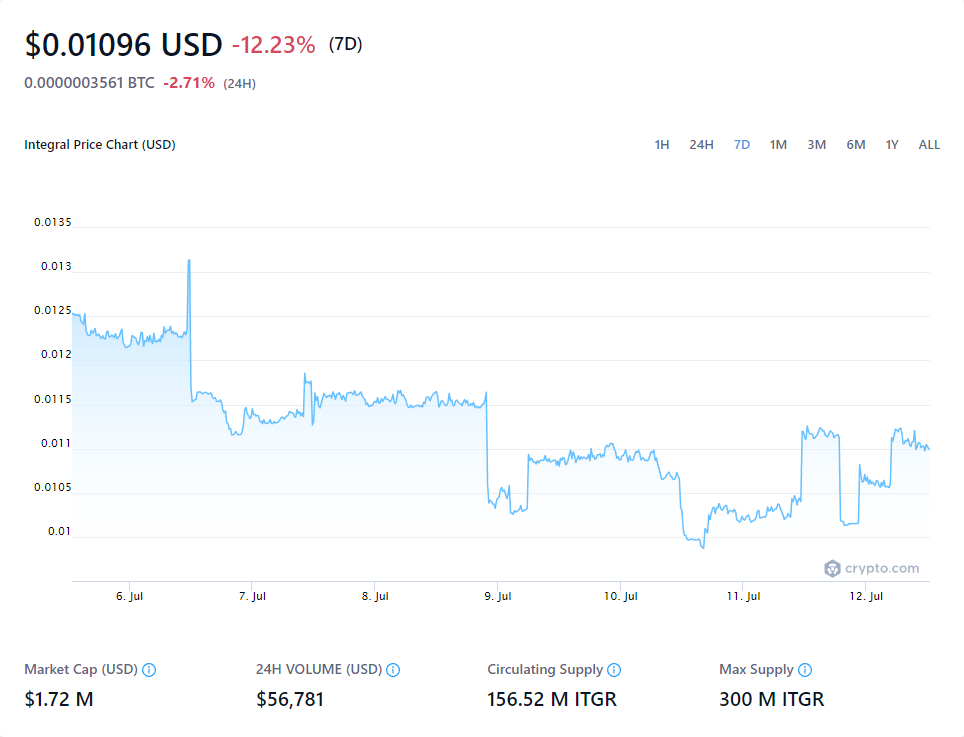 $0.01096 USD -12.23% (7D)
0.0000003561 BTC -2.71% (24H)
Integral Price Chart (USD) 1H 24H 7D 1M 3M 6M 1Y ALL
0.0135
0.013
0.0125
0.012
0.0115
0.011
0.0105
0.01
crypto.com
6. Jul 7. Jul 8. Jul 9. Jul 10. Jul 11. Jul 12. Jul
Market Cap (USD) 24H VOLUME (USD) Circulating Supply Max Supply
$1.72 M $56,781 156.52 M ITGR 300 M ITGR